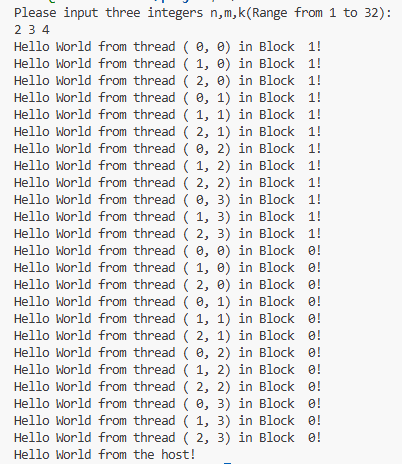 Please input three integers n,m,k(Range from 1 to 32):
2 3 4
Hello World from thread ( 0, 0) in Block  1!
Hello World from thread ( 1, 0) in Block  1!
Hello World from thread ( 2, 0) in Block  1!
Hello World from thread ( 0, 1) in Block  1!
Hello World from thread ( 1, 1) in Block  1!
Hello World from thread ( 2, 1) in Block  1!
Hello World from thread ( 0, 2) in Block  1!
Hello World from thread ( 1, 2) in Block  1!
Hello World from thread ( 2, 2) in Block  1!
Hello World from thread ( 0, 3) in Block  1!
Hello World from thread ( 1, 3) in Block  1!
Hello World from thread ( 2, 3) in Block  1!
Hello World from thread ( 0, 0) in Block  0!
Hello World from thread ( 1, 0) in Block  0!
Hello World from thread ( 2, 0) in Block  0!
Hello World from thread ( 0, 1) in Block  0!
Hello World from thread ( 1, 1) in Block  0!
Hello World from thread ( 2, 1) in Block  0!
Hello World from thread ( 0, 2) in Block  0!
Hello World from thread ( 1, 2) in Block  0!
Hello World from thread ( 2, 2) in Block  0!
Hello World from thread ( 0, 3) in Block  0!
Hello World from thread ( 1, 3) in Block  0!
Hello World from thread ( 2, 3) in Block  0!
Hello World from the host!